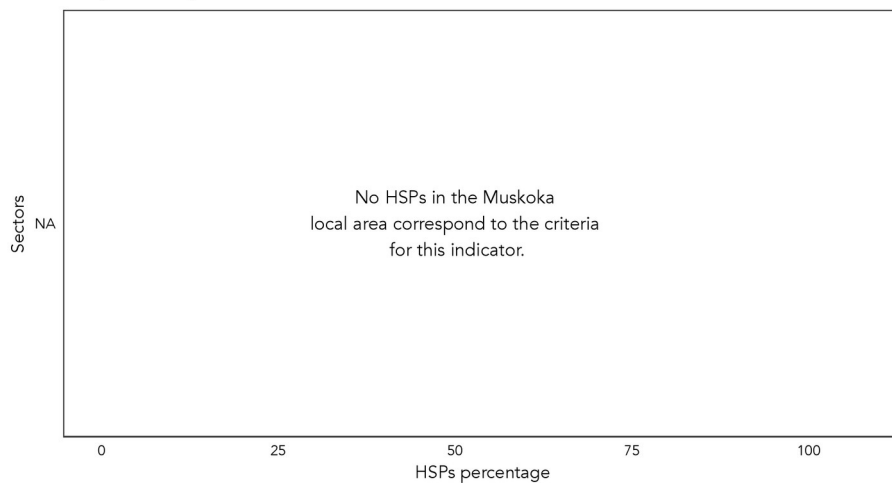 Sectors
NA
No HSPs in the Muskoka
local area correspond to the criteria
for this indicator.
0 25 50 75 100
HSPs percentage